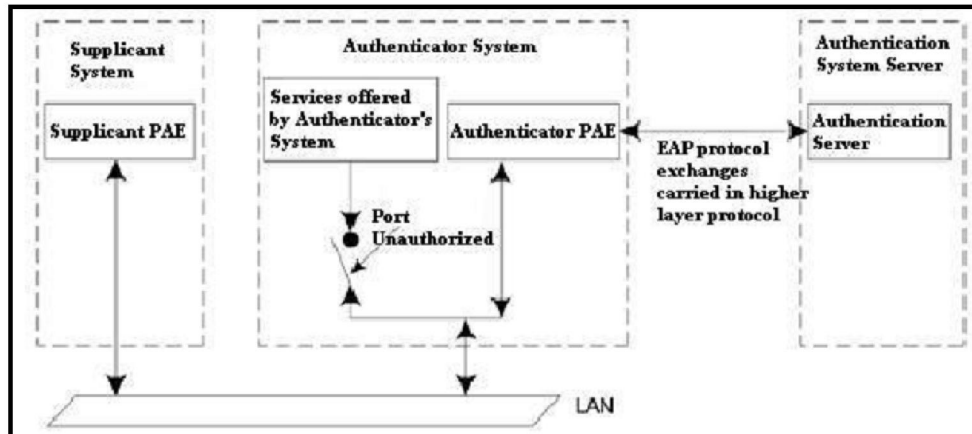 Supplicant
System
Supplicant PAE
Authenticator System
Services offered
by Authenticator's
System
Authenticator PAE
Port
Unauthorized
EAP protocol
exchanges
carried in higher
layer protocol
Authentication
System Server
Authentication
Server
LAN